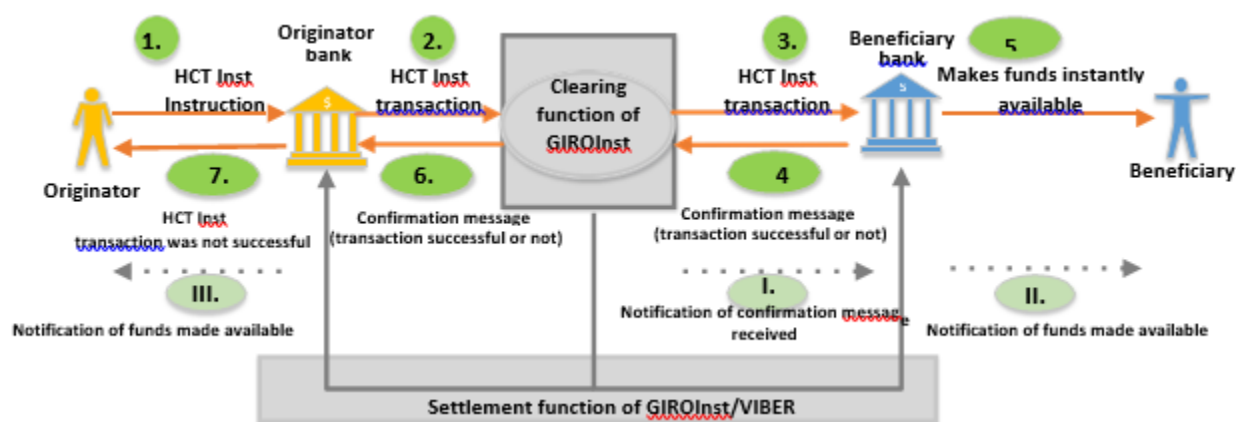 1.
HCT Inst
Instruction
Originator
bank
2.
HCT Inst
transaction
Clearing
function of
GIROInst
3.
HCT Inst
transaction
Beneficiary
bank
5
Makes funds instantly
available
Originator
Beneficiary
7.
HCT Inst
transaction was not successful
6.
Confirmation message
(transaction successful or not)
4
Confirmation message
(transaction successful or not)
III.
Notification of funds made available
I.
Notification of confirmation message
received
II.
Notification of funds made available
Settlement function of GIROInst/VIBER